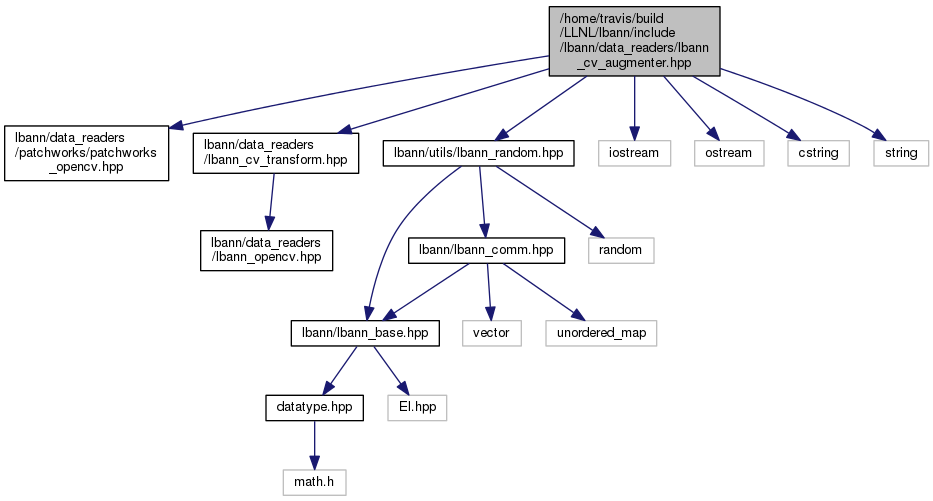 /home/travis/build
/LLNL/lbann/include
/lbann/data_readers/lbann
_cv_augmenter.hpp
lbann/data_readers
/patchworks/patchworks
_opencv.hpp
lbann/data_readers
/lbann_cv_transform.hpp
lbann/utils/lbann_random.hpp
iostream
ostream
cstring
string
lbann/data_readers
/lbann_opencv.hpp
lbann/lbann_comm.hpp
random
lbann/lbann_base.hpp
vector
unordered_map
datatype.hpp
El.hpp
math.h